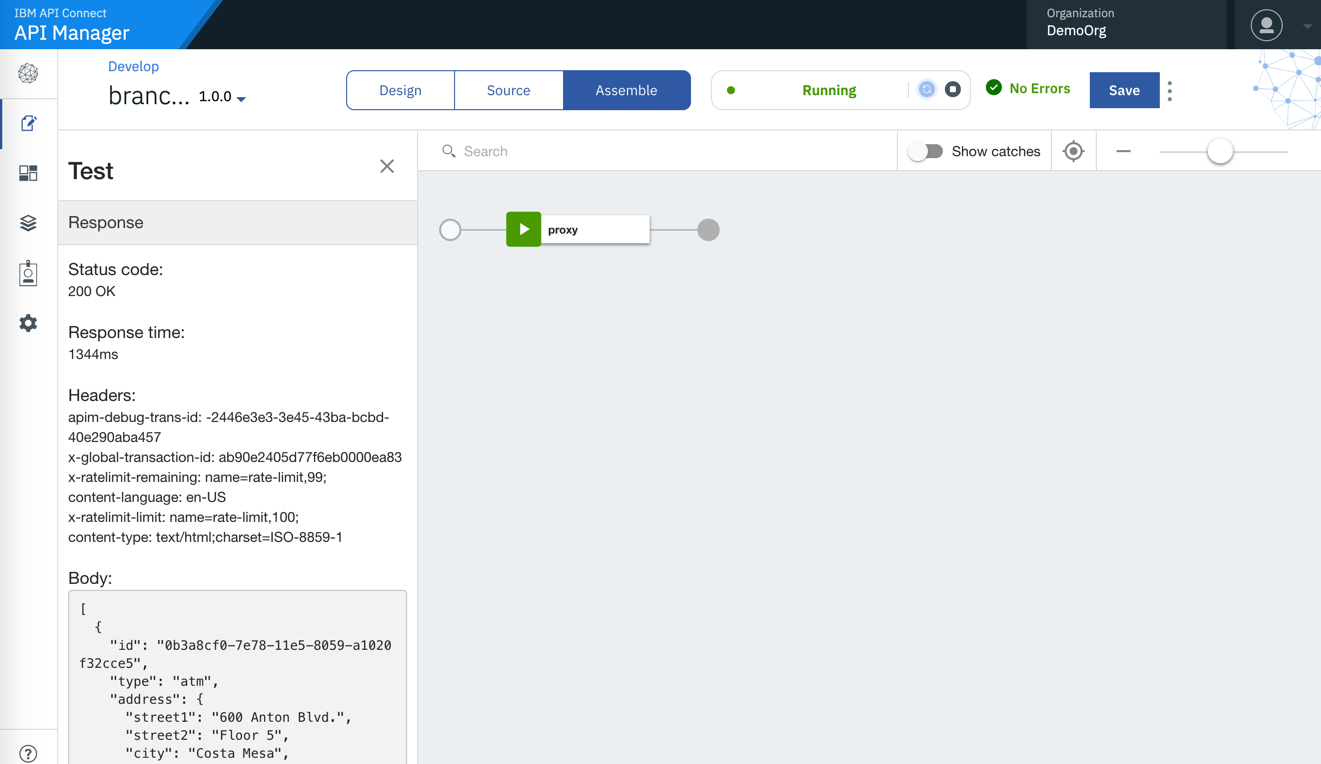 IBM API Connect
API Manager
Organization
DemoOrg
Develop
branc... 1.0.0
Design
Source
Assemble
Running
No Errors
Save
Test
Search
Show catches
Response
proxy
Status code:
200 OK
Response time:
1344ms
Headers:
apim-debug-trans-id: -2446e3e3-3e45-43ba-bcbd-
40e290aba457
x-global-transaction-id: ab90e2405d77f6eb0000ea83
x-ratelimit-remaining: name=rate-limit,99;
content-language: en-US
x-ratelimit-limit: name=rate-limit,100;
content-type: text/html;charset=ISO-8859-1
Body:
[
{
"id": "0b3a8cf0-7e78-11e5-8059-a1020
f32cce5",
"type": "atm",
"address": {
"street1": "600 Anton Blvd.",
"street2": "Floor 5",
"city": "Costa Mesa",